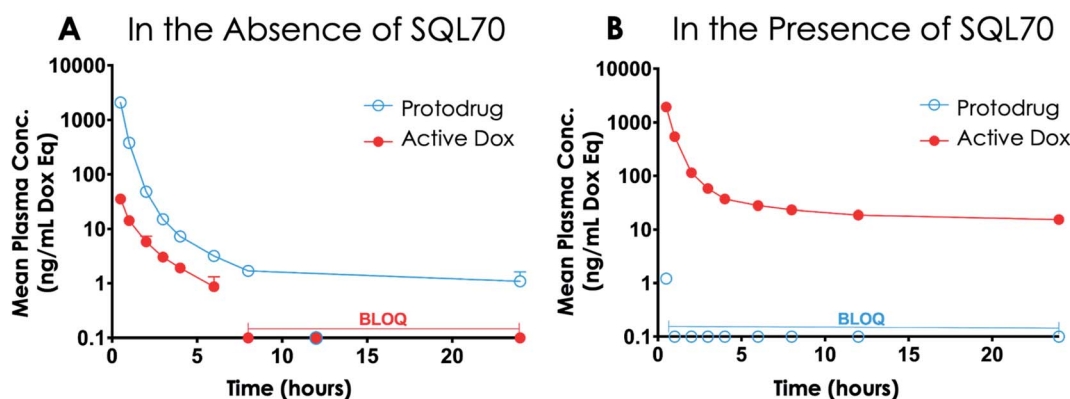 A In the Absence of SQL70
10000
1000
100
10
1
0.1
Mean Plasma Conc.
(ng/mL Dox Eq)
Protodrug
Active Dox
BLOQ
0 5 10 15 20
Time (hours)
B In the Presence of SQL70
10000
1000
100
10
1
0.1
Mean Plasma Conc.
(ng/mL Dox Eq)
Protodrug
Active Dox
BLOQ
0 5 10 15 20
Time (hours)